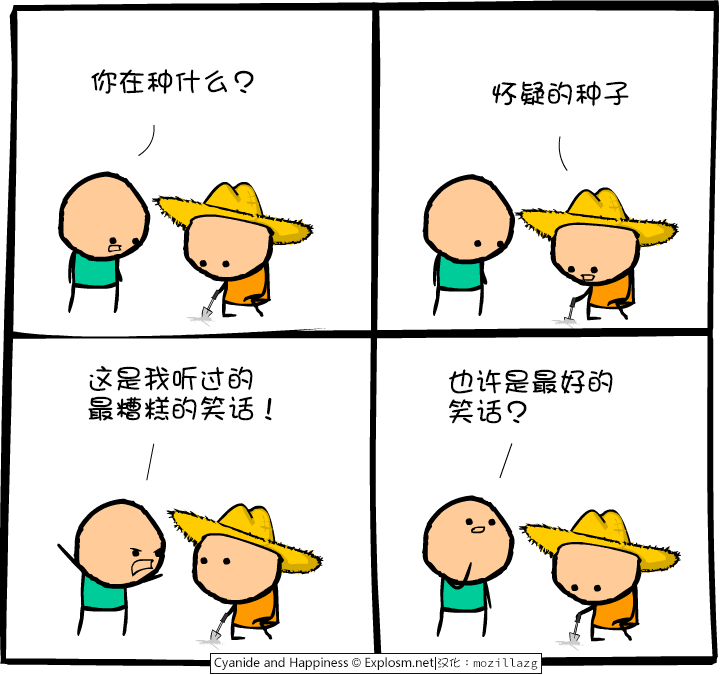 你在种什么？
怀疑的种子
这是我听过的
最糟糕的笑话！
也许是最好的
笑话？
Cyanide and Happiness © Explosm.net|汉化：mozillazg